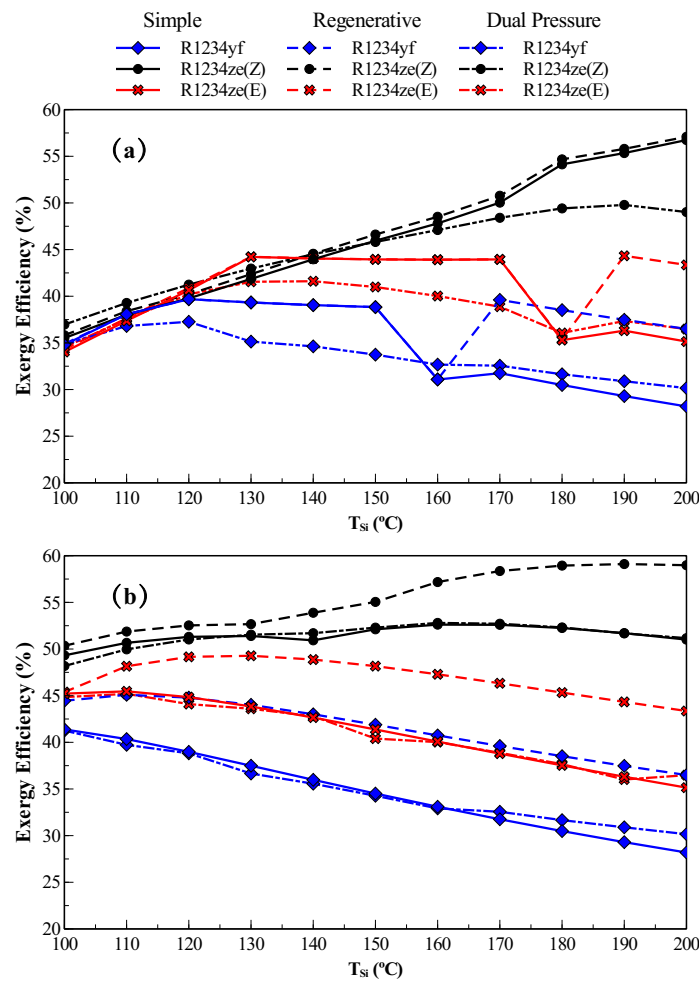 Simple Regenerative Dual Pressure
R1234yf R1234yf R1234yf
R1234ze(Z) R1234ze(Z) R1234ze(Z)
R1234ze(E) R1234ze(E) R1234ze(E)
60
(a)
55
50
45
40
35
30
25
20
Exergy Efficiency (%)
100 110 120 130 140 150 160 170 180 190 200
TSi (ºC)
60
(b)
55
50
45
40
35
30
25
20
Exergy Efficiency (%)
100 110 120 130 140 150 160 170 180 190 200
TSi (ºC)